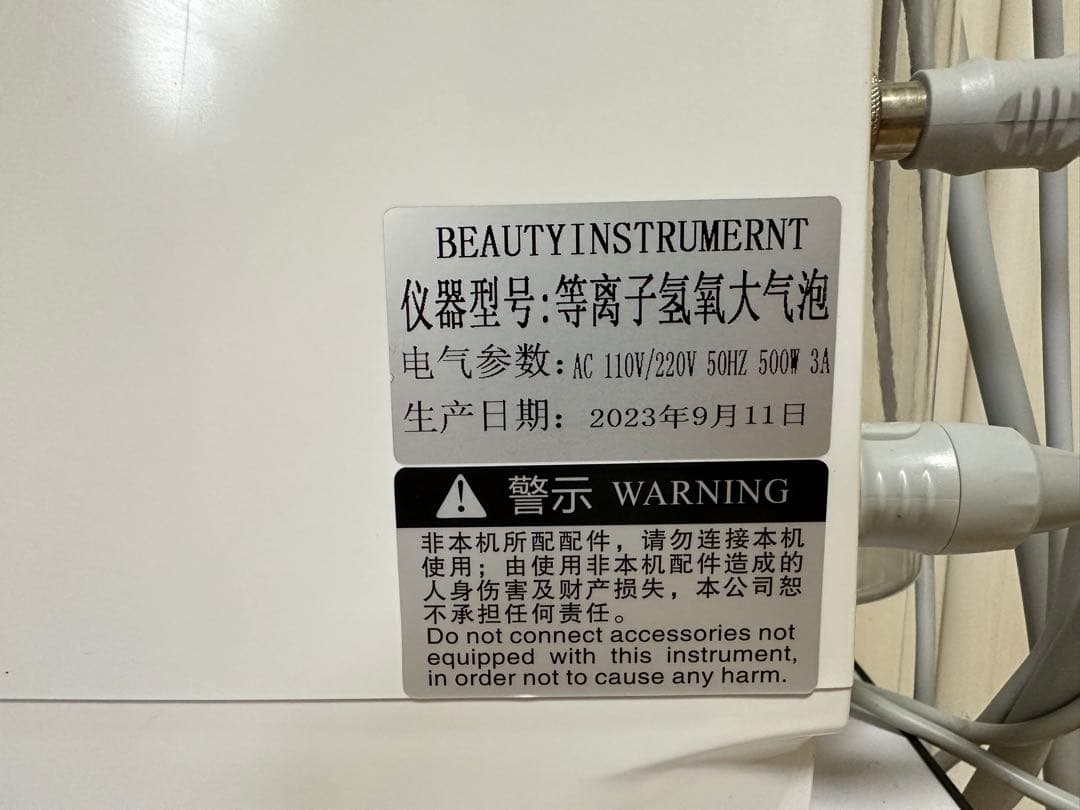 BEAUTYINSTRUMERNT
仪器型号:等离子氢氧大气泡
电气参数:AC 110V/220V 50HZ 500W 3A
生产日期: 2023年9月11日
警示 WARNING
非本机所配配件，请勿连接本机
使用；由使用非本机配件造成的
人身伤害及财产损失，本公司恕
不承担任何责任。
Do not connect accessories not
equipped with this instrument,
in order not to cause any harm.